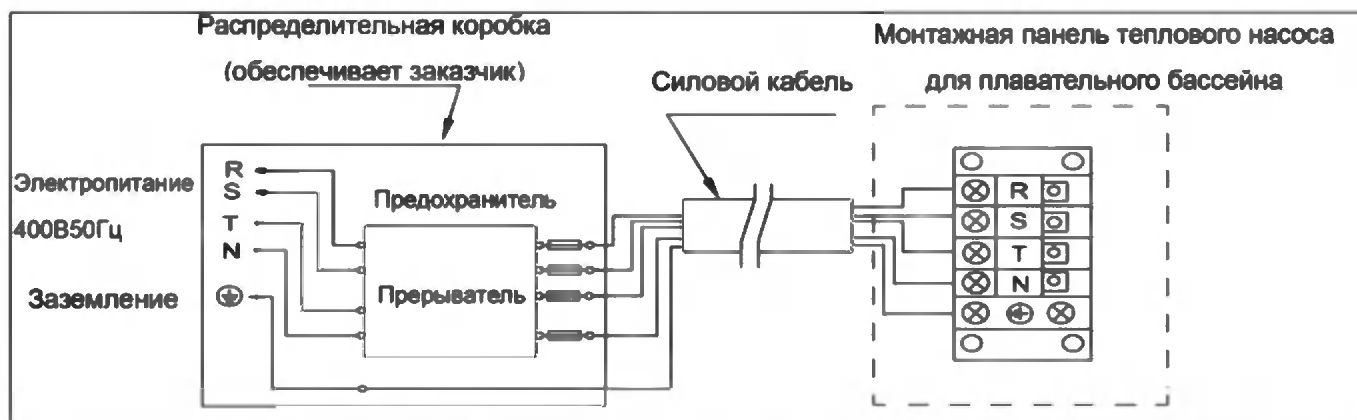 Распределительная коробка
(обеспечивает заказчик)
Силовой кабель
Монтажная панель теплового насоса
для плавательного бассейна
Электропитание
400В50Гц
Заземление
R
S
T
N
Предохранитель
Прерыватель
R
S
T
N